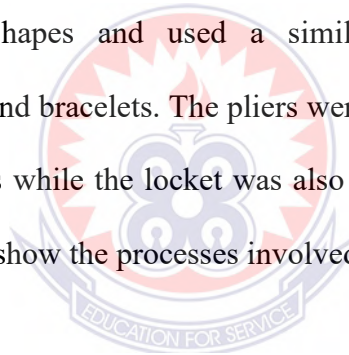 hapes and used a simil
nd bracelets. The pliers wer
s while the locket was also
show the processes involved
EDUCATION FOR SERVICE